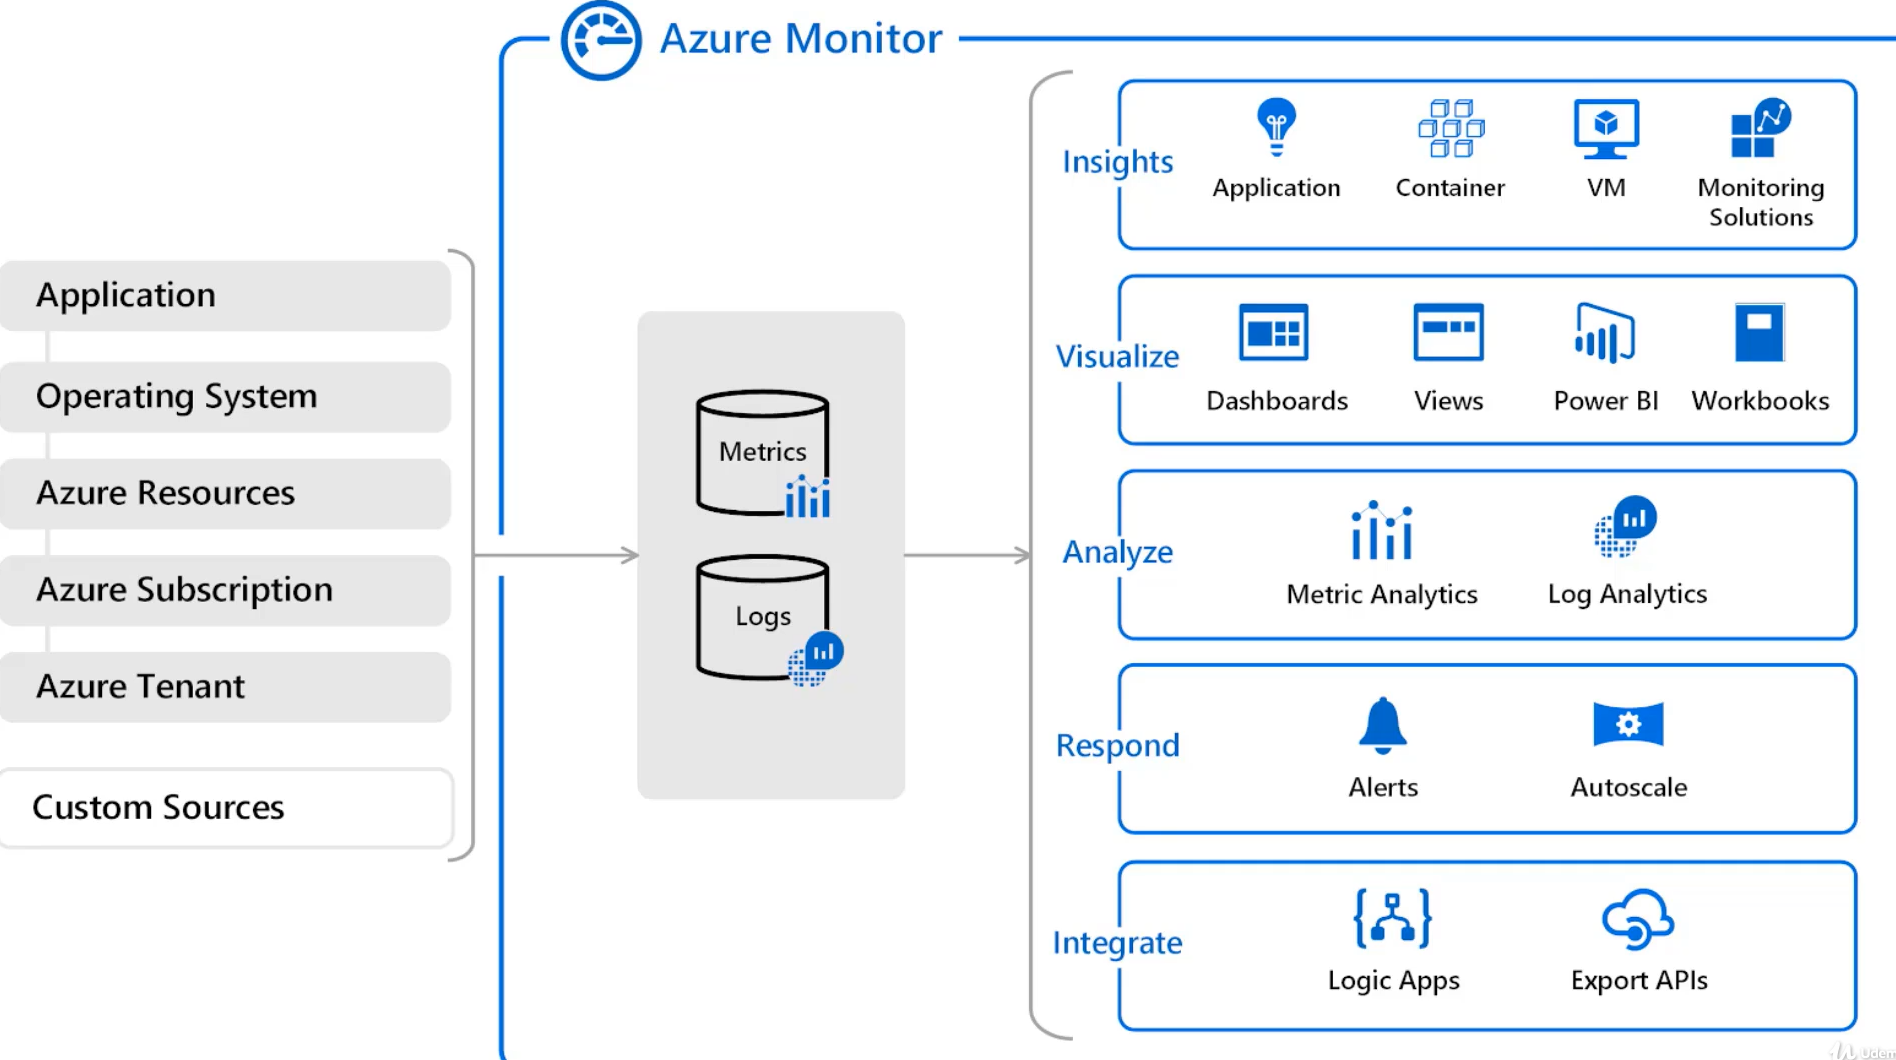 Azure Monitor
Application
Operating System
Azure Resources
Azure Subscription
Azure Tenant
Custom Sources
Metrics
Logs
Insights
Application
Container
VM
Monitoring
Solutions
Visualize
Dashboards
Views
Power BI
Workbooks
Analyze
Metric Analytics
Log Analytics
Respond
Alerts
Autoscale
Integrate
Logic Apps
Export APIs